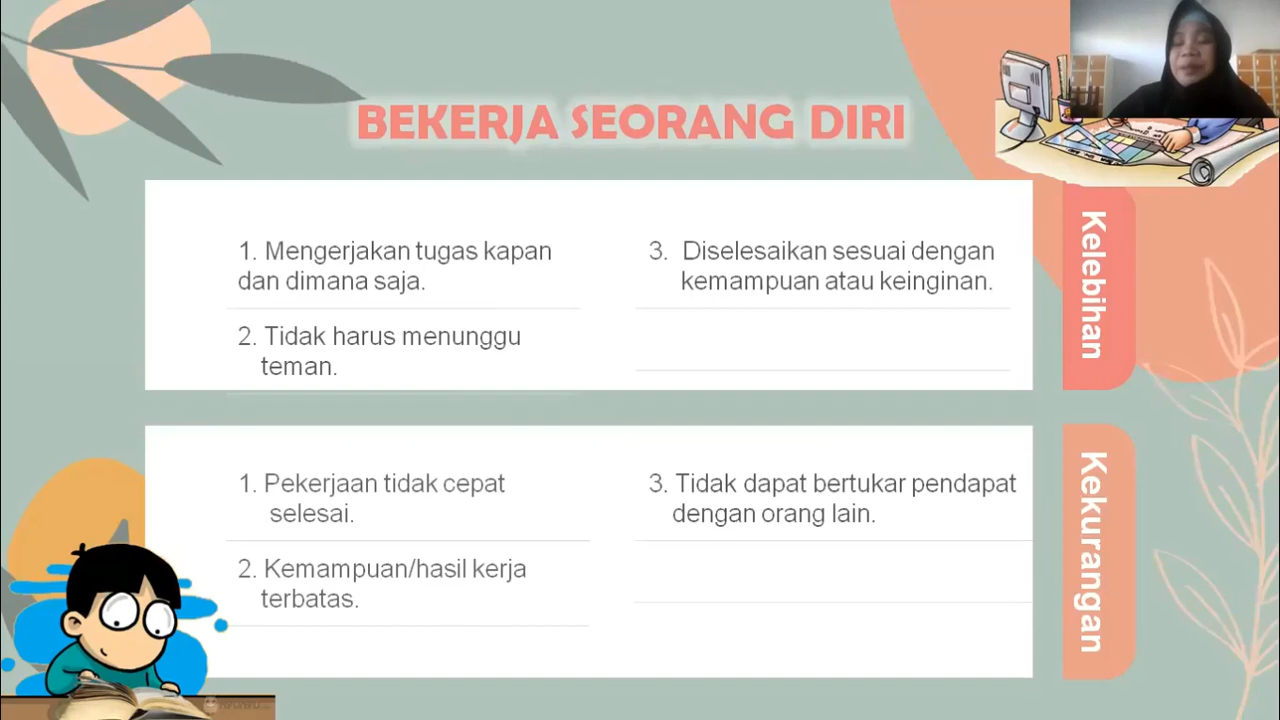 BEKERJA SEORANG DIRI
1. Mengerjakan tugas kapan
dan dimana saja.
2. Tidak harus menunggu
teman.
3. Diselesaikan sesuai dengan
kemampuan atau keinginan.
Kelebihan
1. Pekerjaan tidak cepat
selesai.
2. Kemampuan/hasil kerja
terbatas.
3. Tidak dapat bertukar pendapat
dengan orang lain.
Kekurangan